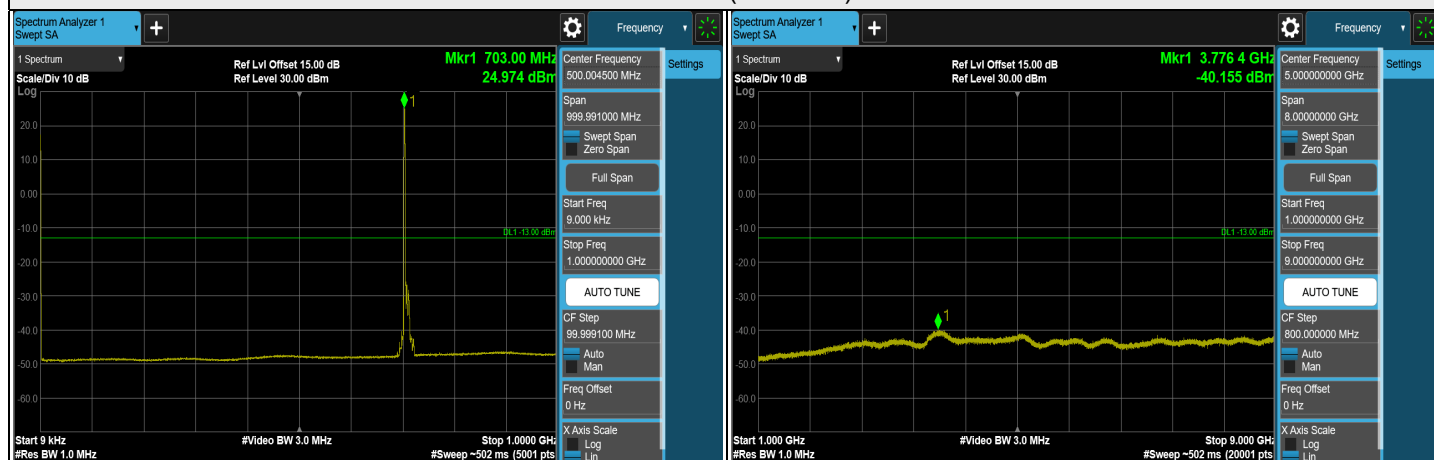 Spectrum Analyzer 1
Swept SA
+
Frequency
1 Spectrum
Ref Lvl Offset 15.00 dB
Mkr1 703.00 MHz
Scale/Div 10 dB
Ref Level 30.00 dBm
24.974 dBm
Log
1
20.0
10.0
0.00
-10.0
DL1 -13.00 dBm
-20.0
-30.0
-40.0
-50.0
-60.0
Start 9 kHz
#Video BW 3.0 MHz
Stop 1.0000 GHz
#Res BW 1.0 MHz
#Sweep ~502 ms (5001 pts
Center Frequency
500.004500 MHz
Settings
Span
999.991000 MHz
Swept Span
Zero Span
Full Span
Start Freq
9.000 kHz
Stop Freq
1.000000000 GHz
AUTO TUNE
CF Step
99.999100 MHz
Auto
Man
Freq Offset
0 Hz
X Axis Scale
Log
Lin
Spectrum Analyzer 1
Swept SA
+
Frequency
1 Spectrum
Ref Lvl Offset 15.00 dB
Mkr1 3.776 4 GHz
Scale/Div 10 dB
Ref Level 30.00 dBm
-40.155 dBm
Log
20.0
10.0
0.00
-10.0
DL1 -13.00 dBm
-20.0
-30.0
1
-40.0
-50.0
-60.0
Start 1.000 GHz
#Video BW 3.0 MHz
Stop 9.000 GHz
#Res BW 1.0 MHz
#Sweep ~502 ms (20001 pts
Center Frequency
5.00000000 GHz
Settings
Span
8.00000000 GHz
Swept Span
Zero Span
Full Span
Start Freq
1.000000000 GHz
Stop Freq
9.000000000 GHz
AUTO TUNE
CF Step
800.000000 MHz
Auto
Man
Freq Offset
0 Hz
X Axis Scale
Log
Lin